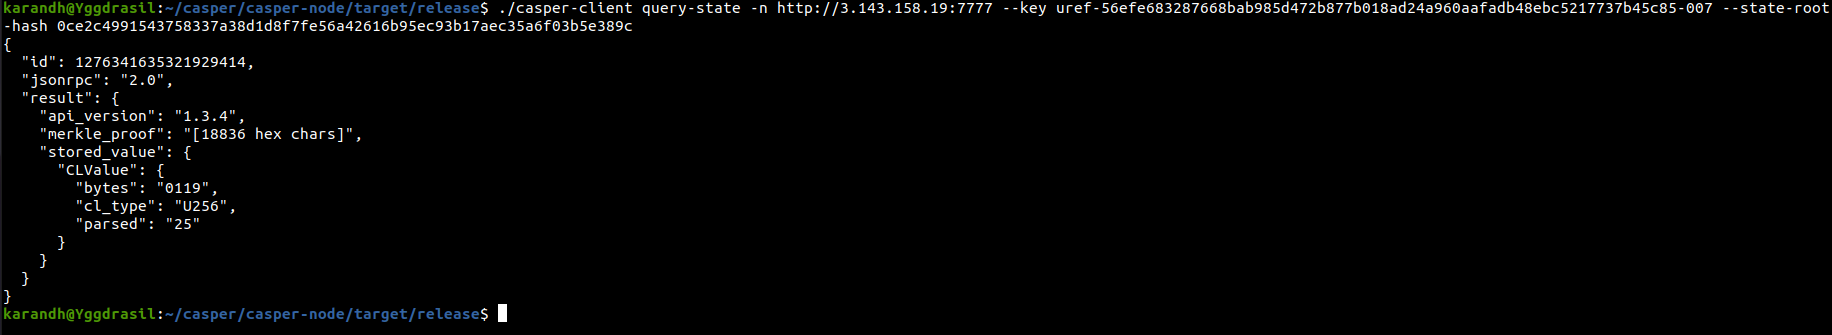 karandh@Yggdrasil:~/casper/casper-node/target/release$ ./casper-client query-state -n http://3.143.158.19:7777 --key uref-56efe683287668bab985d472b877b018ad24a960aafadb48ebc5217737b45c85-007 --state-root
-hash 0ce2c4991543758337a38d1d8f7fe56a42616b95ec93b17aec35a6f03b5e389c
{
  "id": 1276341635321929414,
  "jsonrpc": "2.0",
  "result": {
    "api_version": "1.3.4",
    "merkle_proof": "[18836 hex chars]",
    "stored_value": {
      "CLValue": {
        "bytes": "0119",
        "cl_type": "U256",
        "parsed": "25"
      }
    }
  }
}
karandh@Yggdrasil:~/casper/casper-node/target/release$